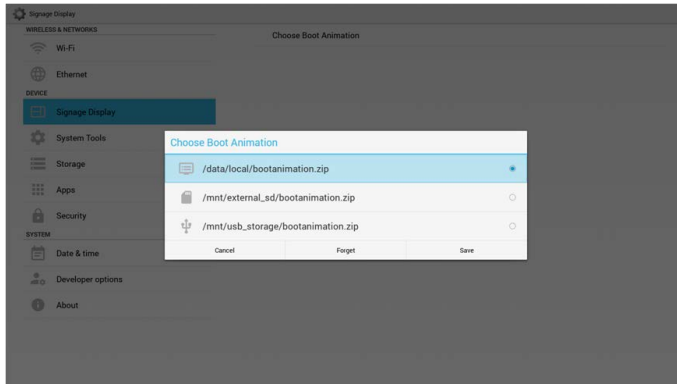 Signage Display
WIRELESS & NETWORKS
Wi-Fi
Ethernet
DEVICE
Signage Display
System Tools
Storage
Apps
Security
SYSTEM
Date & time
Developer options
About
Choose Boot Animation
Choose Boot Animation
/data/local/bootanimation.zip
/mnt/external_sd/bootanimation.zip
/mnt/usb_storage/bootanimation.zip
Cancel Forget Save